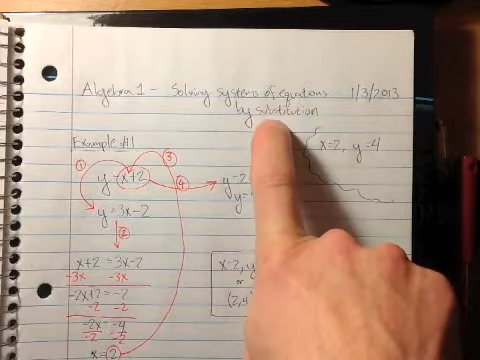 Algebra 1 - Solving systems of equations 1/3/2013
by substitution
Example #1
x=2, y=4
① ③
y = x+2 ④ y-2
y =
y = 3x-2
②
x+2 = 3x-2
-3x -3x
-2x+2 = -2
-2 -2
-2x = -4
-2 -2
x = 2
x=2, y
or
(2,4